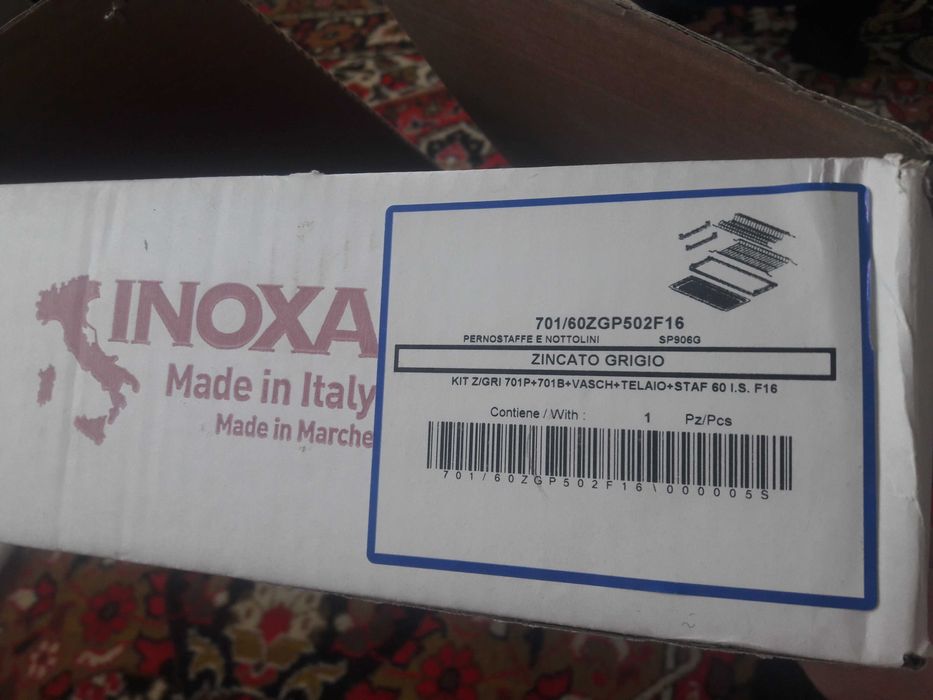 INOXA
Made in Italy
Made in Marche
701/60ZGP502F16
PERNOSTAFFE E NOTTOLINI SP906G
ZINCATO GRIGIO
KIT Z/GRI 701P+701B+VASCH+TELAIO+STAF 60 I.S. F16
Contiene / With : 1 Pz/Pcs
701/60ZGP502F16\000005S